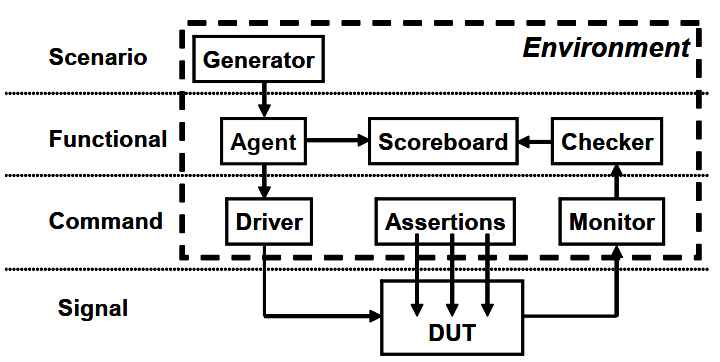 Environment
Scenario
Generator
Functional
Agent
Scoreboard
Checker
Command
Driver
Assertions
Monitor
Signal
DUT